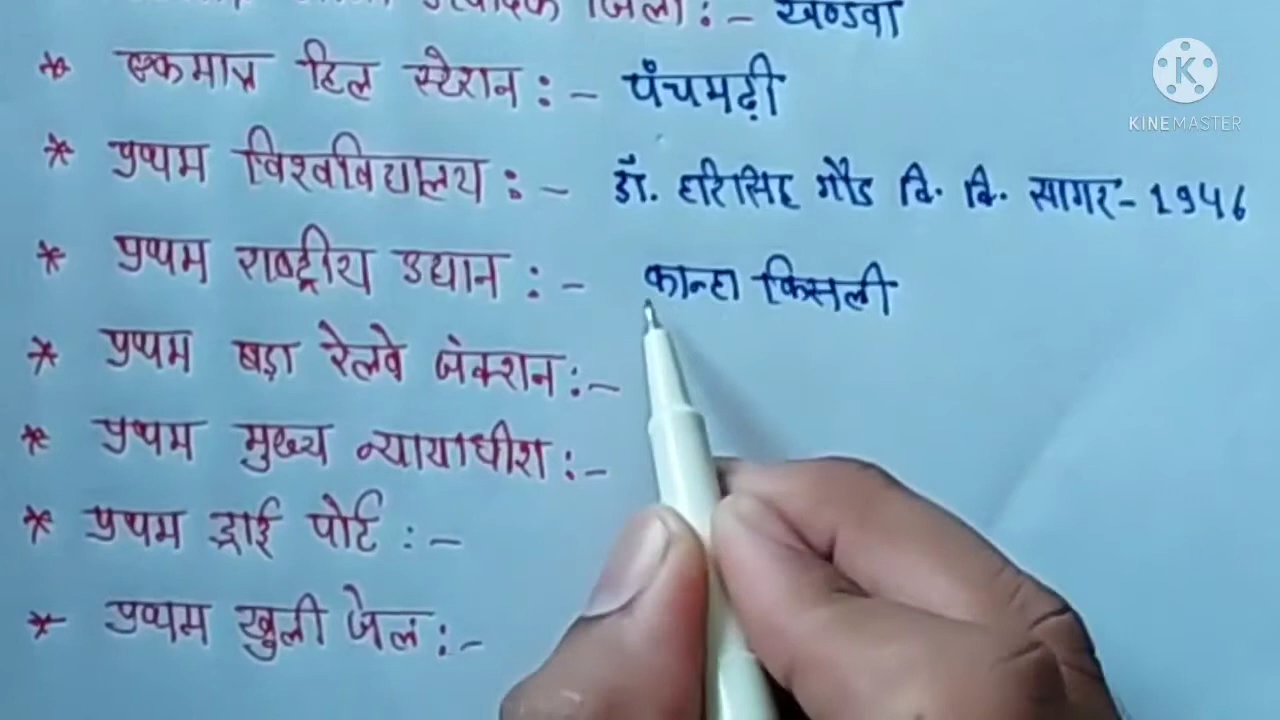 उत्पादक जिला :- खण्डवा
* एकमात्र हिल स्टेशन :- पंचमढ़ी
* प्रथम विश्वविद्यालय :- डॉ. हरिसिह गौड वि. वि. सागर - 1946
* प्रथम राष्ट्रीय उद्यान :- कान्हा किसली
* प्रथम बड़ा रेलवे जंक्शन :-
* प्रथम मुख्य न्यायाधीश :-
* प्रथम ड्राई पोर्ट :-
* प्रथम खुली जेल :-
KINEMASTER